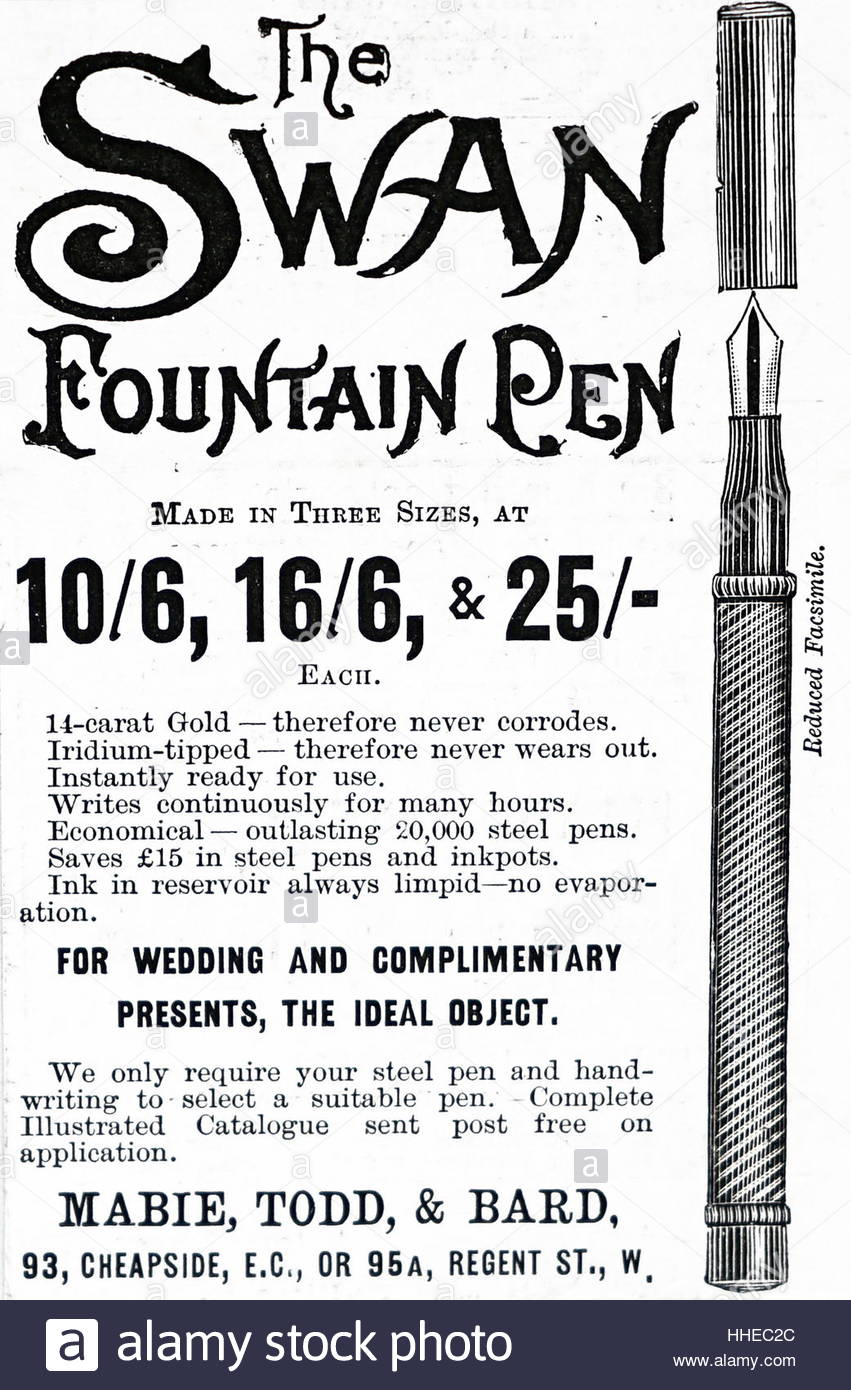 The
SWAN
FOUNTAIN PEN
MADE IN THREE SIZES, AT
10/6, 16/6, & 25/-
EACH.
14-carat Gold — therefore never corrodes.
Iridium-tipped — therefore never wears out.
Instantly ready for use.
Writes continuously for many hours.
Economical — outlasting 20,000 steel pens.
Saves £15 in steel pens and inkpots.
Ink in reservoir always limpid—no evapor-
ation.
FOR WEDDING AND COMPLIMENTARY
PRESENTS, THE IDEAL OBJECT.
We only require your steel pen and hand-
writing to select a suitable pen. Complete
Illustrated Catalogue sent post free on
application.
MABIE, TODD, & BARD,
93, CHEAPSIDE, E.C., OR 95A, REGENT ST., W.
Reduced Facsimile.
a alamy stock photo
HHEC2C
www.alamy.com